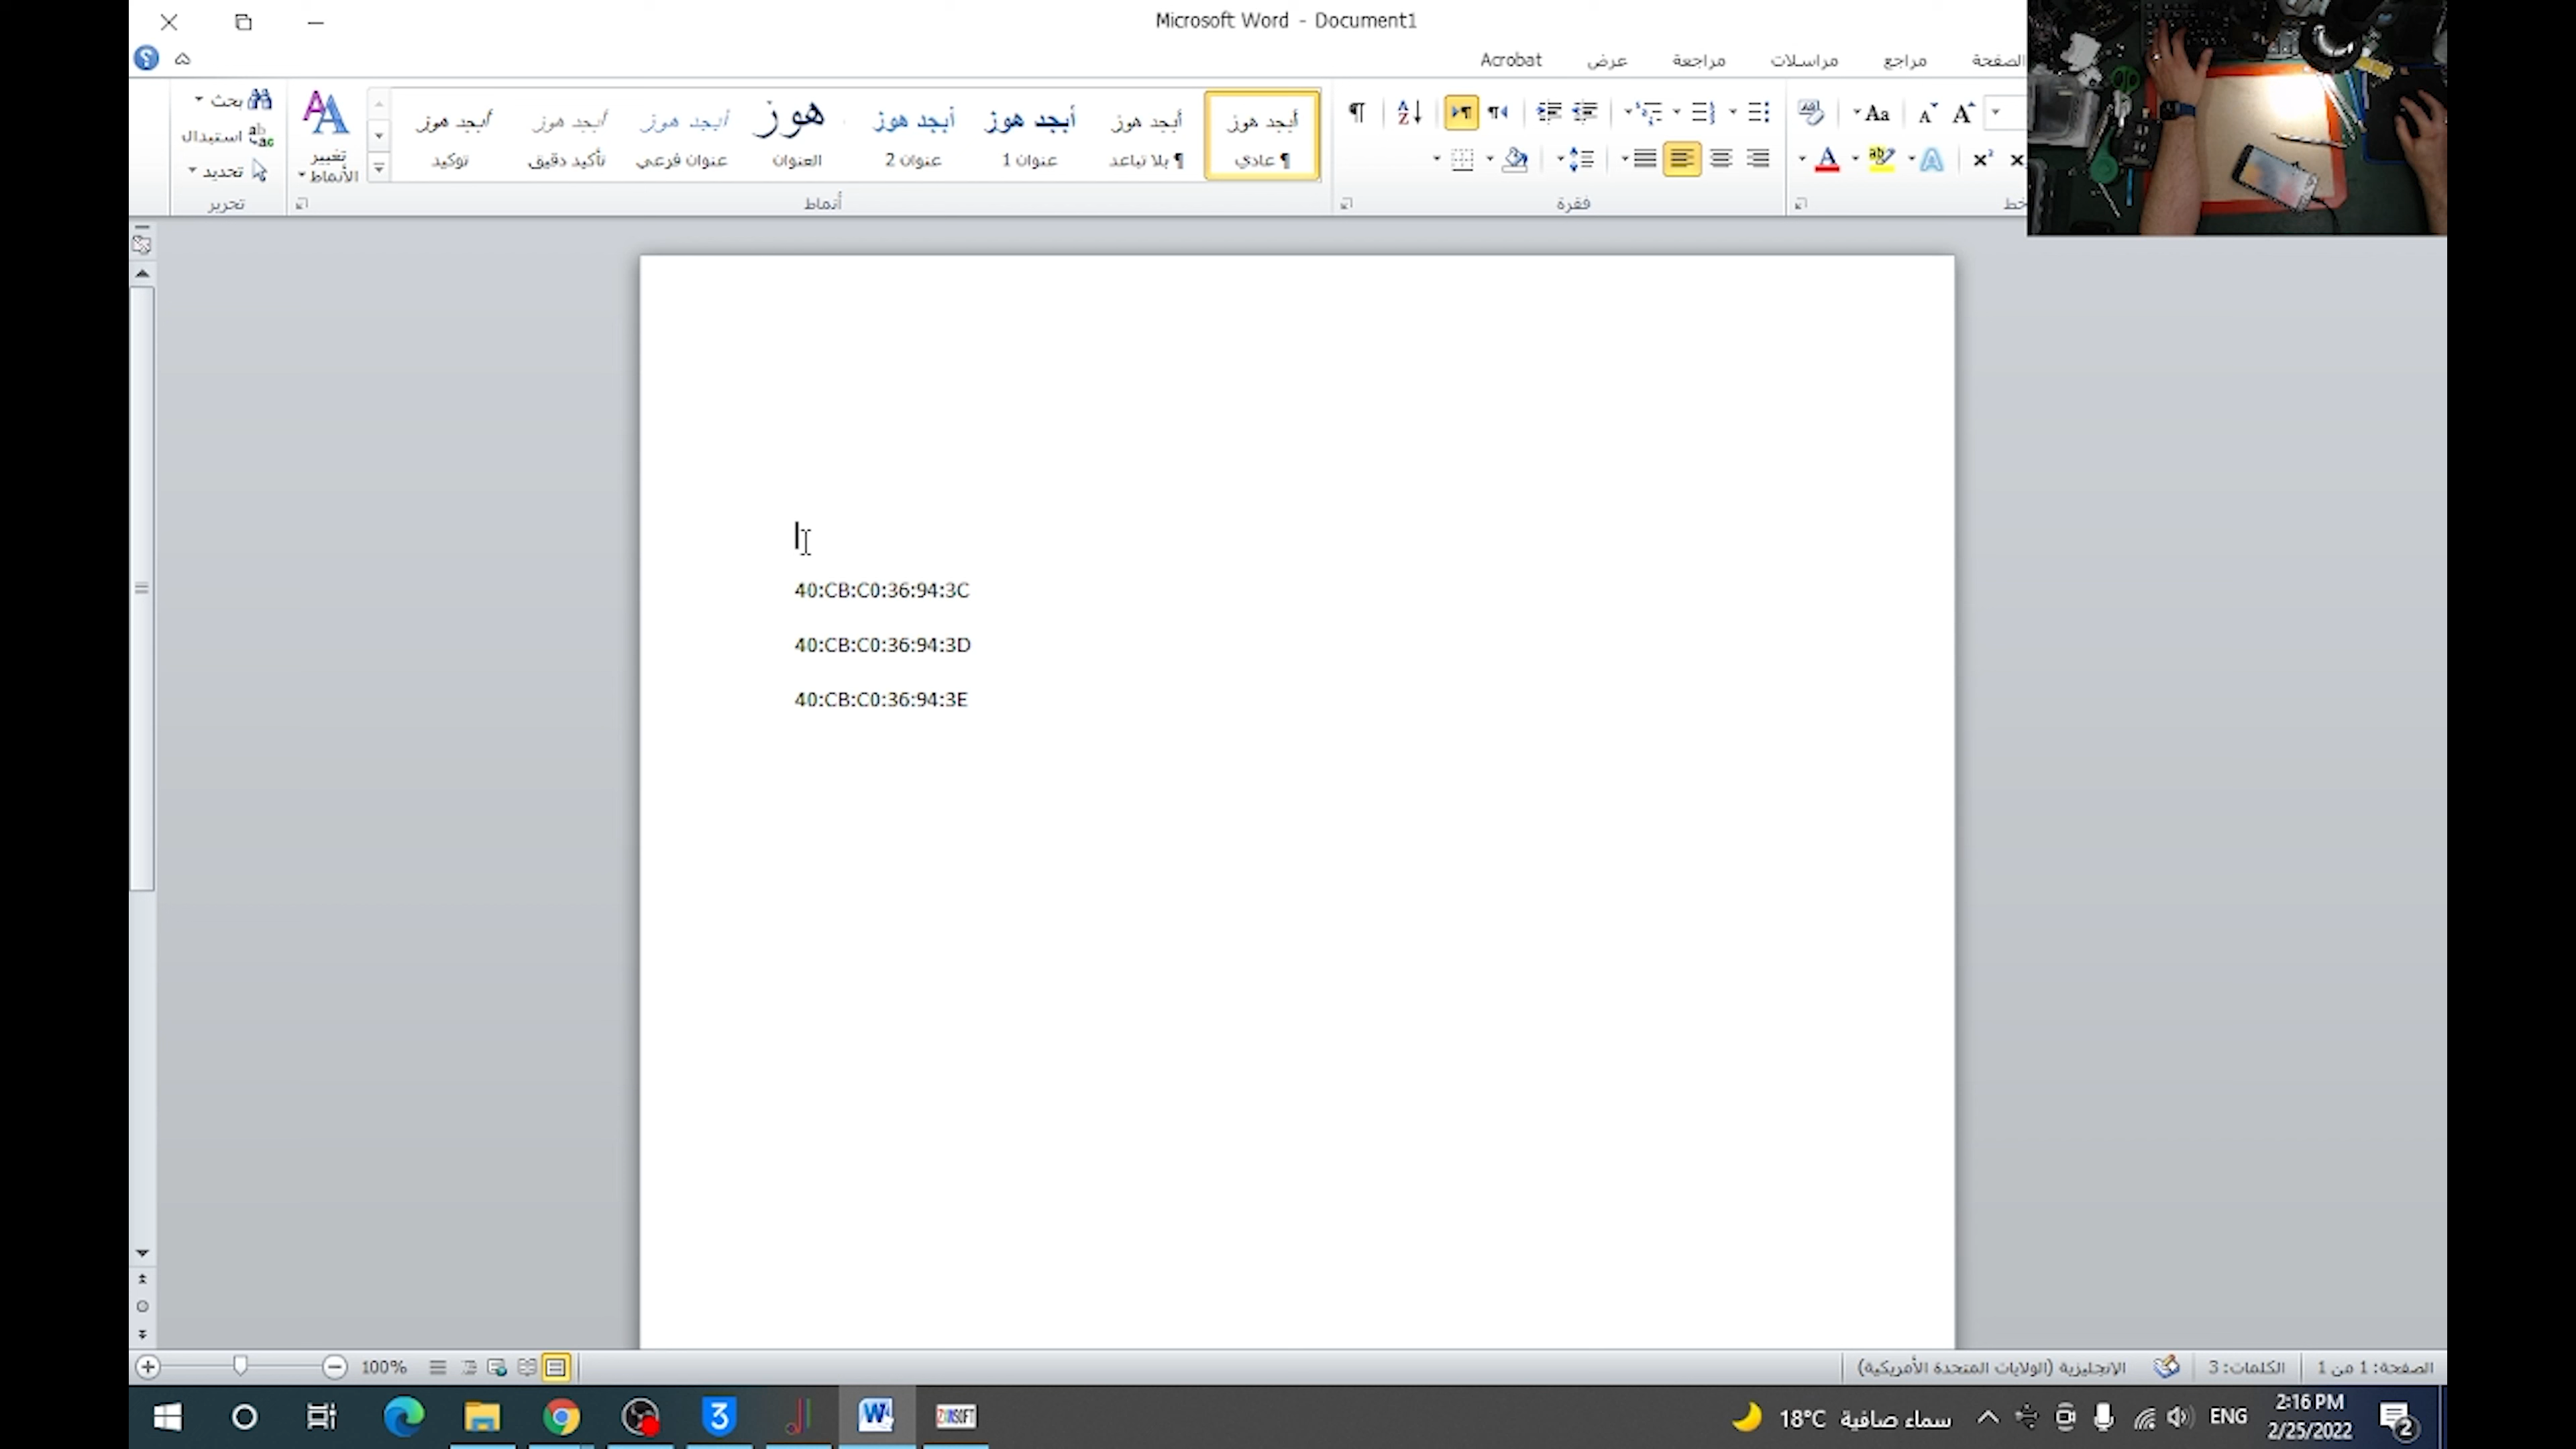 Microsoft Word - Document1
الصفحة مراجع مراسلات مراجعة عرض Acrobat
أبجد هوز أبجد هوز أبجد هوز أبجد هوز هوز أبجد هوز أبجد هوز أبجد هوز
¶ عادي ¶ بلا تباعد عنوان 1 عنوان 2 العنوان عنوان فرعي تأكيد دقيق توكيد
تغيير
الأنماط
بحث
استبدال
تحديد
فقرة أنماط تحرير
40:CB:C0:36:94:3C
40:CB:C0:36:94:3D
40:CB:C0:36:94:3E
الصفحة: 1 من 1 الكلمات: 3 الإنجليزية (الولايات المتحدة الأمريكية) 100%
18°C سماء صافية ENG 2:16 PM
2/25/2022
2